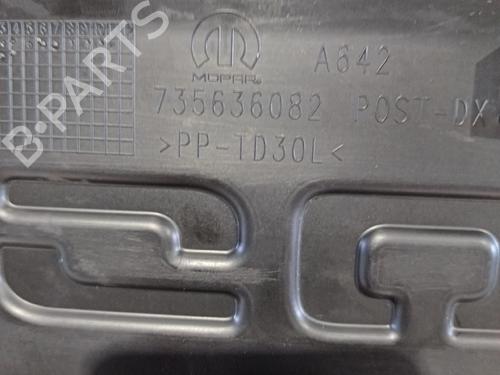 MOPAR A642
735636082 POST-DX
>PP-TD30L<
B-PARTS